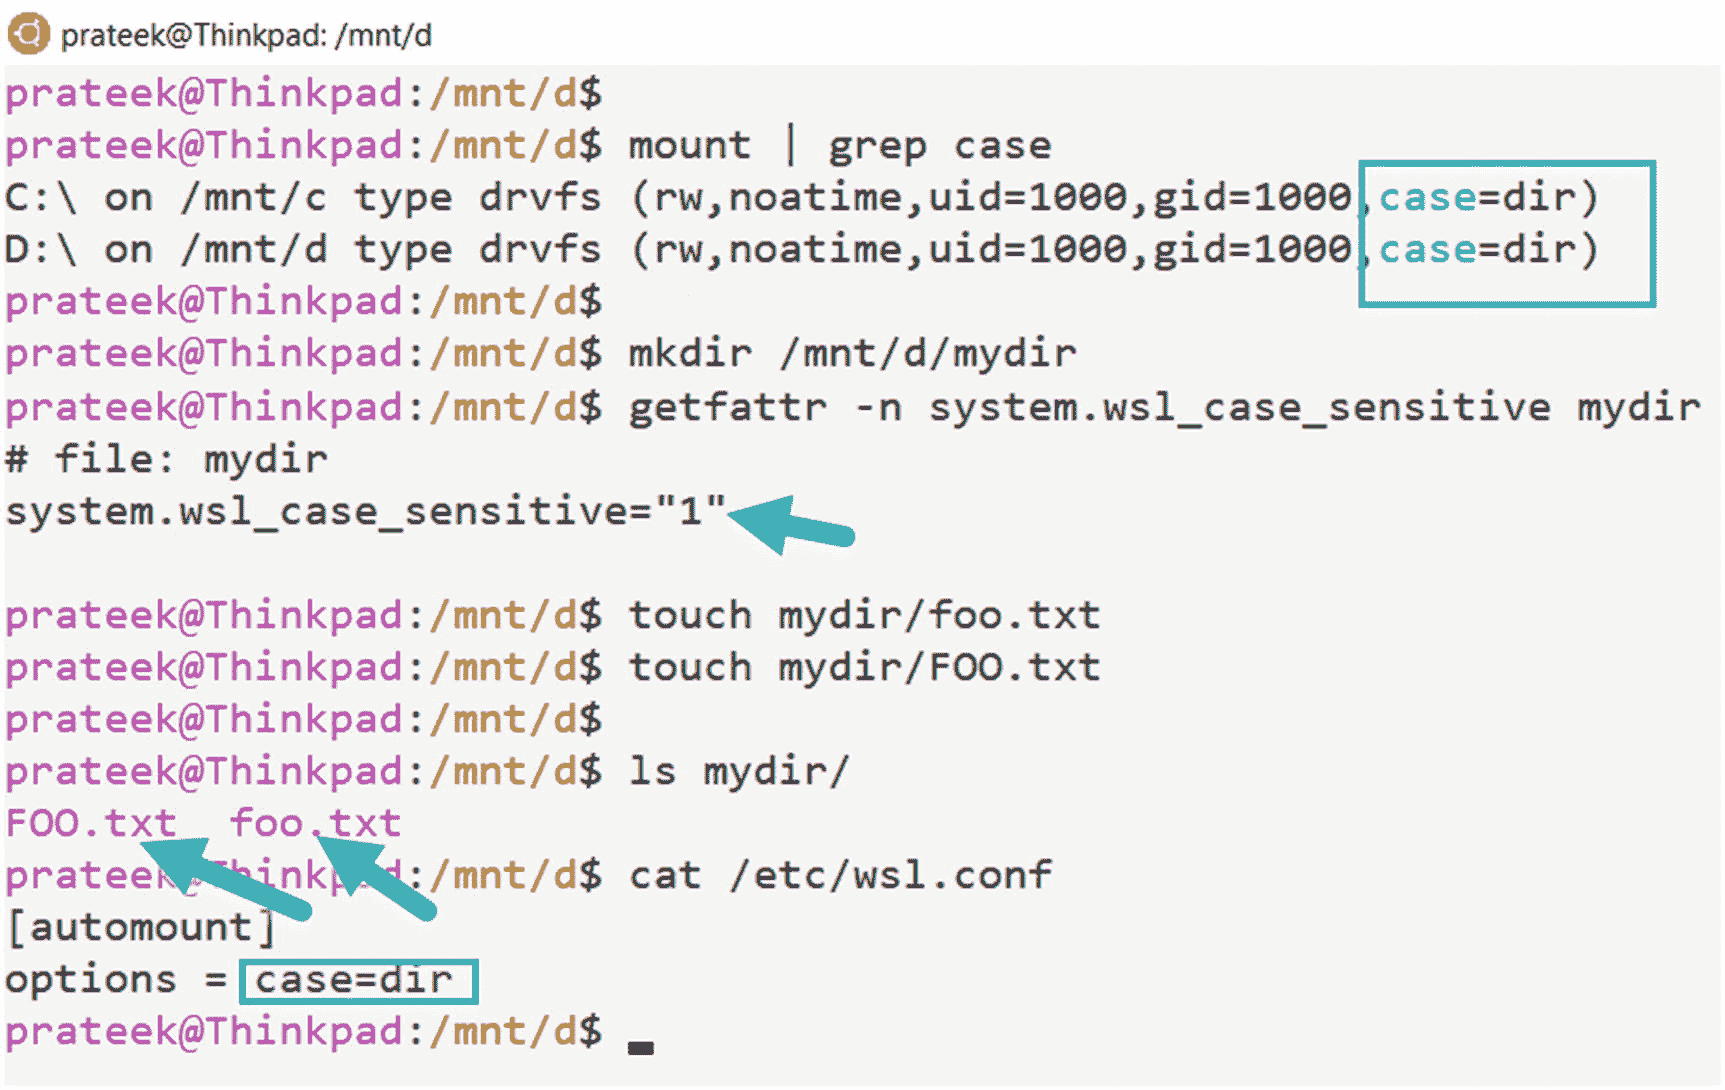 prateek@Thinkpad: /mnt/d
prateek@Thinkpad:/mnt/d$
prateek@Thinkpad:/mnt/d$ mount | grep case
C:\ on /mnt/c type drvfs (rw,noatime,uid=1000,gid=1000,case=dir)
D:\ on /mnt/d type drvfs (rw,noatime,uid=1000,gid=1000,case=dir)
prateek@Thinkpad:/mnt/d$
prateek@Thinkpad:/mnt/d$ mkdir /mnt/d/mydir
prateek@Thinkpad:/mnt/d$ getfattr -n system.wsl_case_sensitive mydir
# file: mydir
system.wsl_case_sensitive="1"
prateek@Thinkpad:/mnt/d$ touch mydir/foo.txt
prateek@Thinkpad:/mnt/d$ touch mydir/FOO.txt
prateek@Thinkpad:/mnt/d$
prateek@Thinkpad:/mnt/d$ ls mydir/
FOO.txt  foo.txt
prateek@Thinkpad:/mnt/d$ cat /etc/wsl.conf
[automount]
options = case=dir
prateek@Thinkpad:/mnt/d$